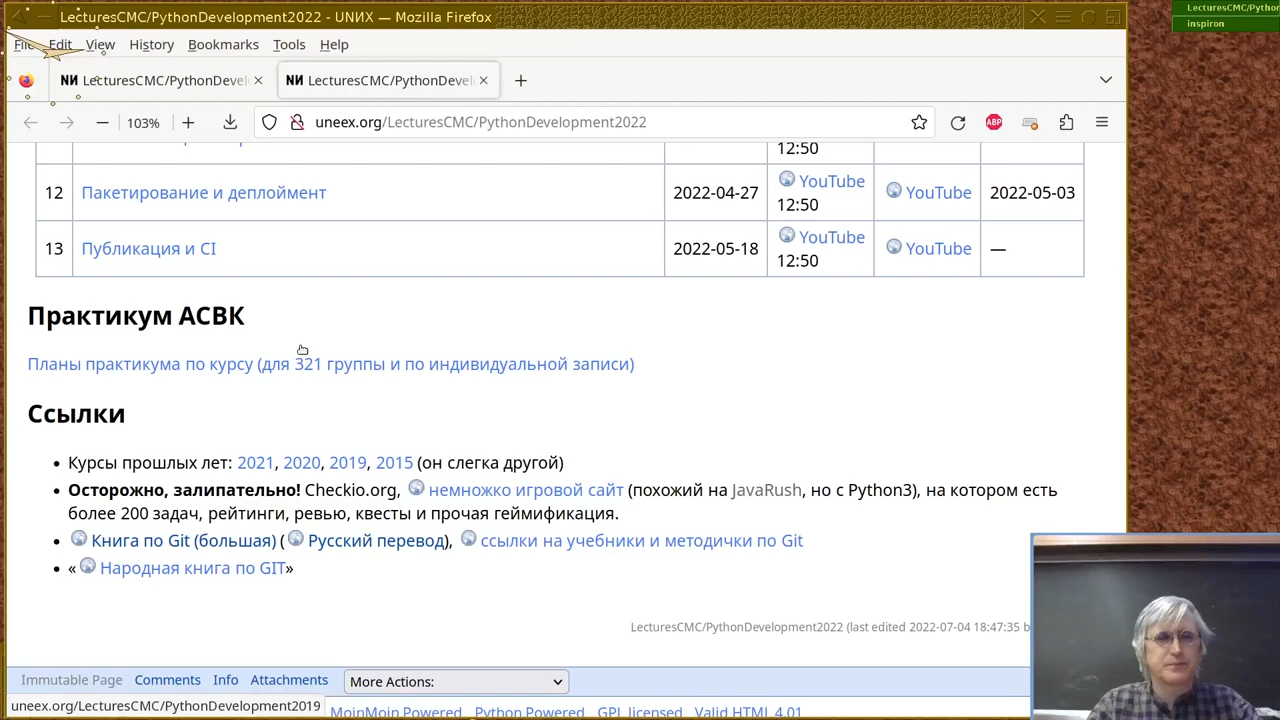 LecturesCMC/PythonDevelopment2022 - UNИX — Mozilla Firefox
LecturesCMC/Python
inspiron
File Edit View History Bookmarks Tools Help
NИ LecturesCMC/PythonDevel
NИ LecturesCMC/PythonDevel
103%
uneex.org/LecturesCMC/PythonDevelopment2022
ABP
12:50
12 Пакетирование и деплоймент 2022-04-27 YouTube 12:50 YouTube 2022-05-03
13 Публикация и CI 2022-05-18 YouTube 12:50 YouTube —
Практикум АСВК
Планы практикума по курсу (для 321 группы и по индивидуальной записи)
Ссылки
• Курсы прошлых лет: 2021, 2020, 2019, 2015 (он слегка другой)
• Осторожно, залипательно! Checkio.org, немножко игровой сайт (похожий на JavaRush, но с Python3), на котором есть
более 200 задач, рейтинги, ревью, квесты и прочая геймификация.
• Книга по Git (большая) (Русский перевод), ссылки на учебники и методички по Git
• «Народная книга по GIT»
LecturesCMC/PythonDevelopment2022 (last edited 2022-07-04 18:47:35 b
Immutable Page Comments Info Attachments More Actions:
uneex.org/LecturesCMC/PythonDevelopment2019
MoinMoin Powered Python Powered GPL licensed Valid HTML 4.01